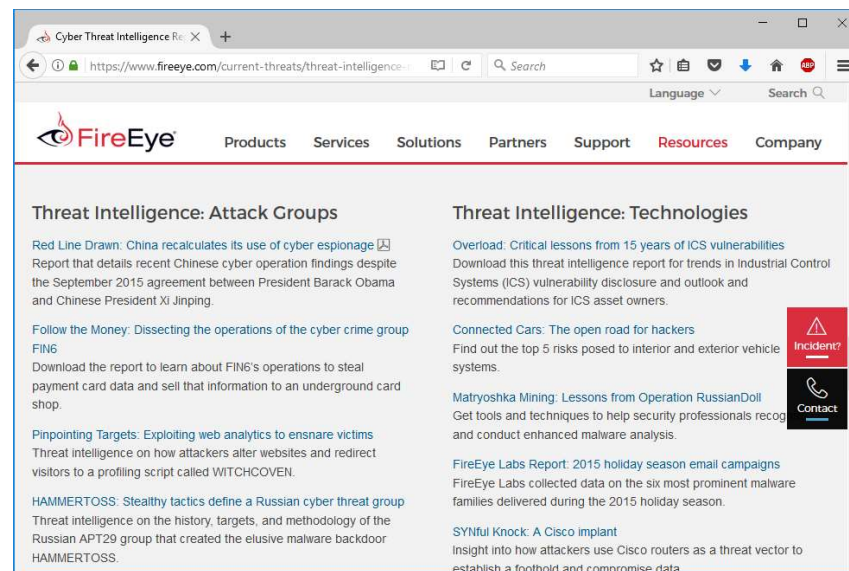 Cyber Threat Intelligence Re
https://www.fireeye.com/current-threats/threat-intelligence-
Search
ABP
Language
Search
FireEye
Products Services Solutions Partners Support Resources Company
Threat Intelligence: Attack Groups
Red Line Drawn: China recalculates its use of cyber espionage
Report that details recent Chinese cyber operation findings despite
the September 2015 agreement between President Barack Obama
and Chinese President Xi Jinping.
Follow the Money: Dissecting the operations of the cyber crime group
FIN6
Download the report to learn about FIN6's operations to steal
payment card data and sell that information to an underground card
shop.
Pinpointing Targets: Exploiting web analytics to ensnare victims
Threat intelligence on how attackers alter websites and redirect
visitors to a profiling script called WITCHCOVEN.
HAMMERTOSS: Stealthy tactics define a Russian cyber threat group
Threat intelligence on the history, targets, and methodology of the
Russian APT29 group that created the elusive malware backdoor
HAMMERTOSS.
Threat Intelligence: Technologies
Overload: Critical lessons from 15 years of ICS vulnerabilities
Download this threat intelligence report for trends in Industrial Control
Systems (ICS) vulnerability disclosure and outlook and
recommendations for ICS asset owners.
Connected Cars: The open road for hackers
Find out the top 5 risks posed to interior and exterior vehicle
systems.
Matryoshka Mining: Lessons from Operation RussianDoll
Get tools and techniques to help security professionals recog
and conduct enhanced malware analysis.
FireEye Labs Report: 2015 holiday season email campaigns
FireEye Labs collected data on the six most prominent malware
families delivered during the 2015 holiday season.
SYNful Knock: A Cisco implant
Insight into how attackers use Cisco routers as a threat vector to
establish a foothold and compromise data.
Incident?
Contact